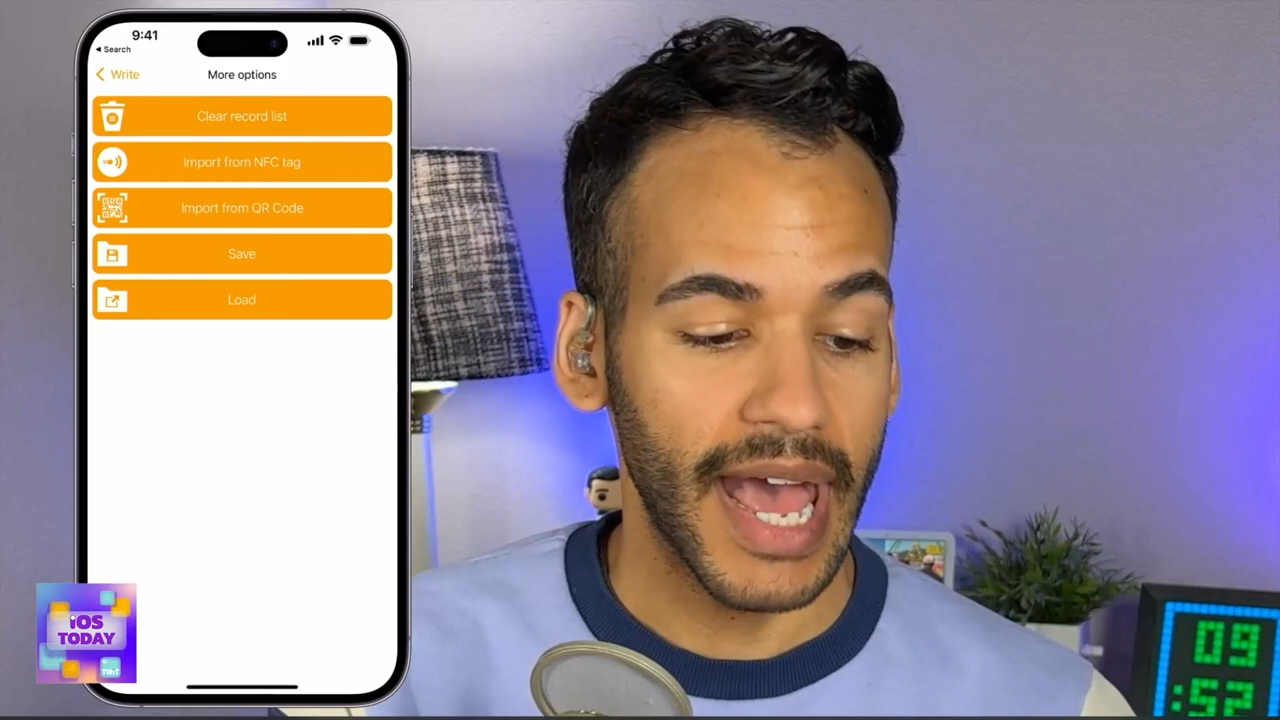 9:41
Search
Write
More options
Clear record list
Import from NFC tag
Import from QR Code
Save
Load
iOS
TODAY
TWiT
09
:52